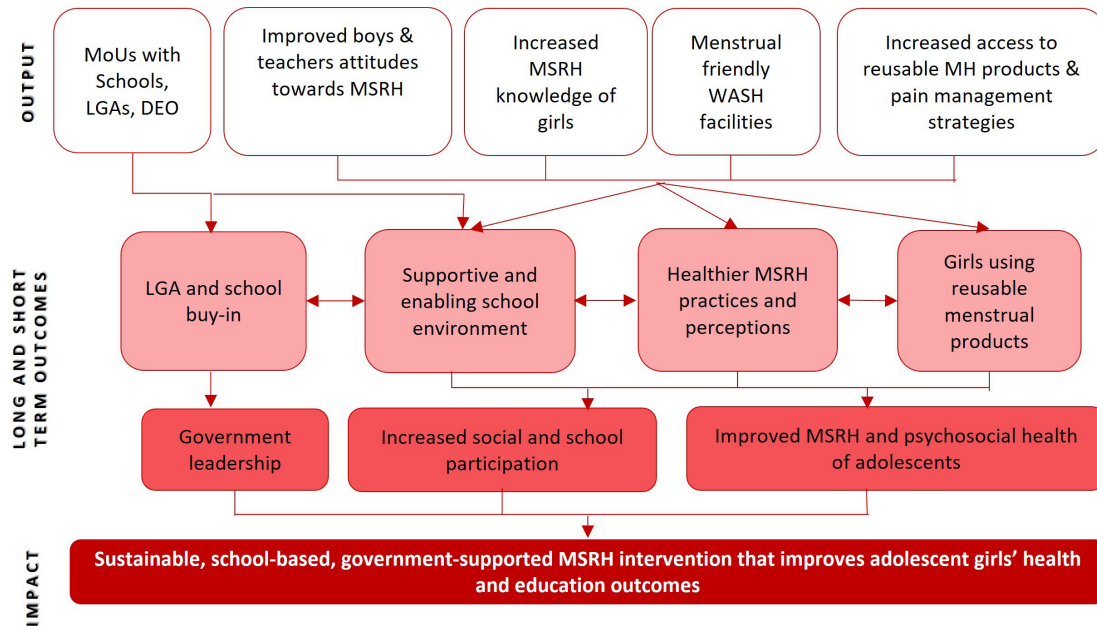 OUTPUT
MoUs with
Schools,
LGAs, DEO
Improved boys &
teachers attitudes
towards MSRH
Increased
MSRH
knowledge of
girls
Menstrual
friendly
WASH
facilities
Increased access to
reusable MH products &
pain management
strategies
LONG AND SHORT
TERM OUTCOMES
LGA and school
buy-in
Supportive and
enabling school
environment
Healthier MSRH
practices and
perceptions
Girls using
reusable
menstrual
products
Government
leadership
Increased social and school
participation
Improved MSRH and psychosocial health
of adolescents
IMPACT
Sustainable, school-based, government-supported MSRH intervention that improves adolescent girls’ health
and education outcomes